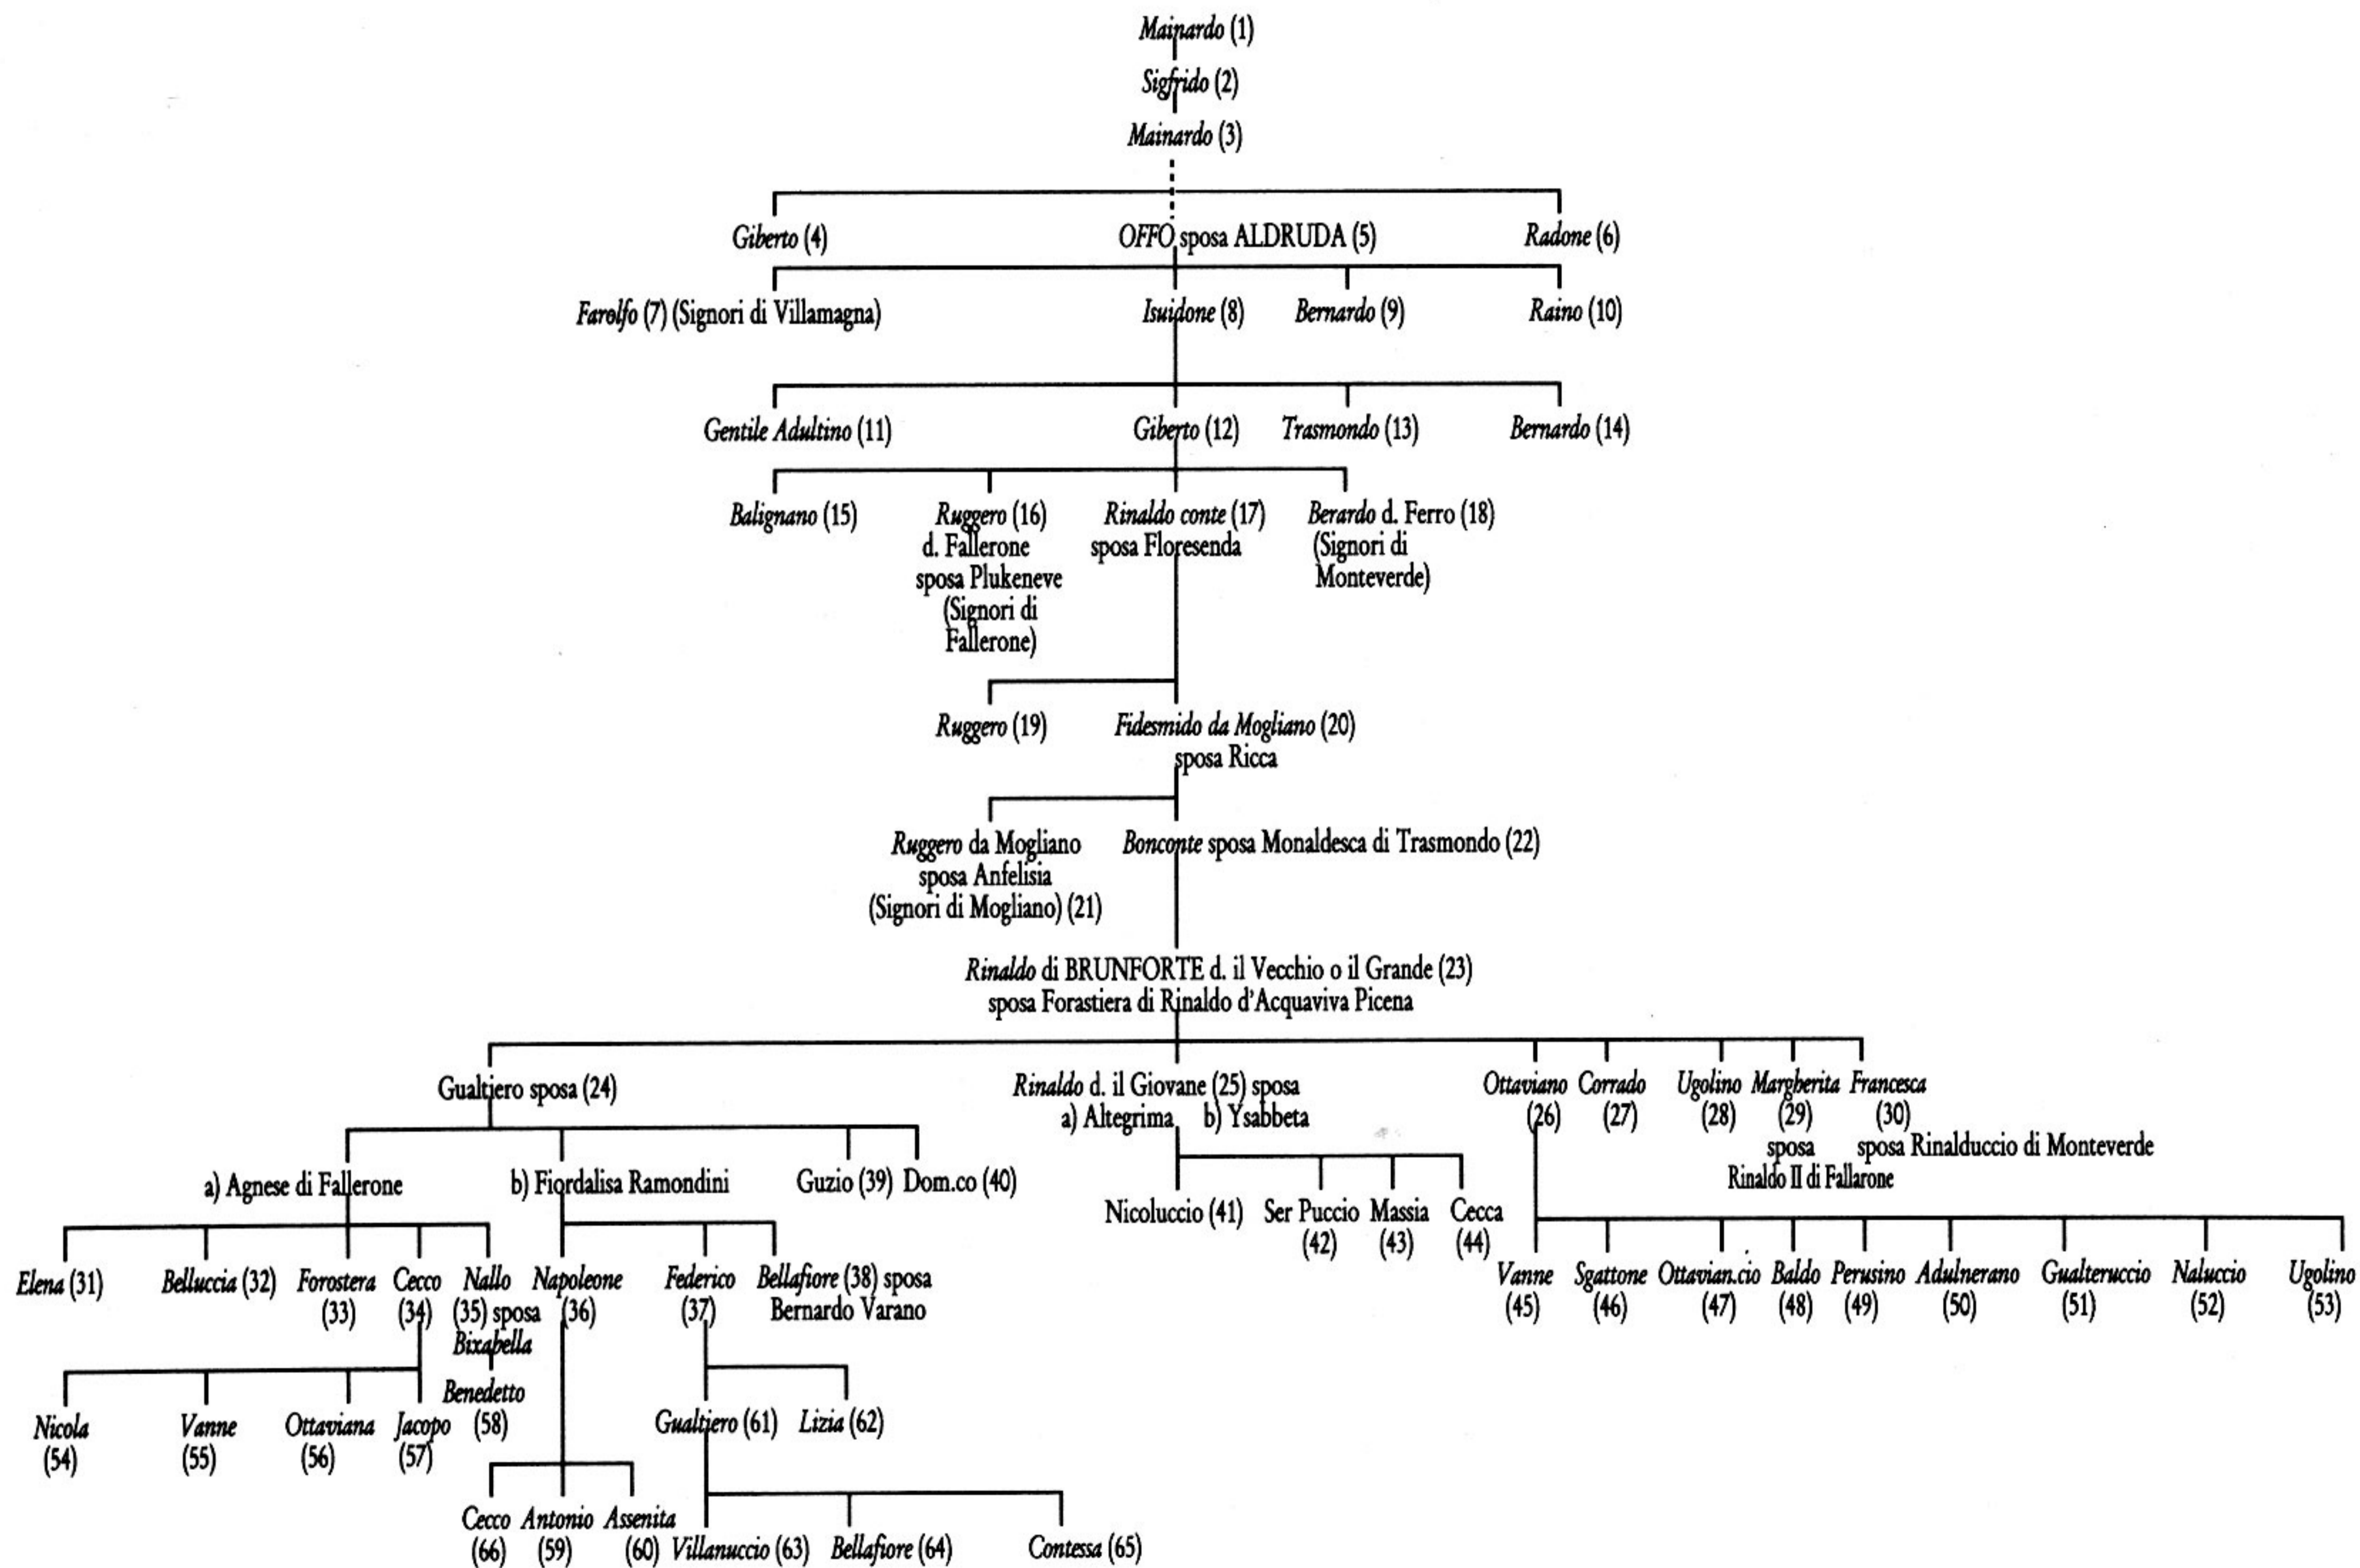 Mainardo (1)
Sigfrido (2)
Mainardo (3)
Giberto (4) OFFO sposa ALDRUDA (5) Radone (6)
Farolfo (7) (Signori di Villamagna) Isuidone (8) Bernardo (9) Raino (10)
Gentile Adultino (11) Giberto (12) Trasmondo (13) Bernardo (14)
Balignano (15) Ruggero (16) Rinaldo conte (17) Berardo d. Ferro (18)
d. Fallerone sposa Floresenda (Signori di
sposa Plukeneve Monteverde)
(Signori di
Fallerone)
Ruggero (19) Fidesmido da Mogliano (20)
sposa Ricca
Ruggero da Mogliano Bonconte sposa Monaldesca di Trasmondo (22)
sposa Anfelisia
(Signori di Mogliano) (21)
Rinaldo di BRUNFORTE d. il Vecchio o il Grande (23)
sposa Forastiera di Rinaldo d'Acquaviva Picena
Gualtiero sposa (24) Rinaldo d. il Giovane (25) sposa Ottaviano Corrado Ugolino Margherita Francesca
a) Altegrima b) Ysabbeta (26) (27) (28) (29) (30)
sposa sposa Rinalduccio di Monteverde
Rinaldo II di Fallarone
a) Agnese di Fallerone b) Fiordalisa Ramondini Guzio (39) Dom.co (40)
Nicoluccio (41) Ser Puccio Massia Cecca
(42) (43) (44)
Elena (31) Belluccia (32) Forostera Cecco Nallo Napoleone Federico Bellafiore (38) sposa Vanne Sgattone Ottavian.cio Baldo Perusino Adulnerano Gualteruccio Naluccio Ugolino
(33) (34) (35) sposa (36) (37) Bernardo Varano (45) (46) (47) (48) (49) (50) (51) (52) (53)
Bixabella
Benedetto
Nicola Vanne Ottaviana Jacopo (58) Gualtiero (61) Lizia (62)
(54) (55) (56) (57)
Cecco Antonio Assenita
(66) (59) (60) Villanuccio (63) Bellafiore (64) Contessa (65)